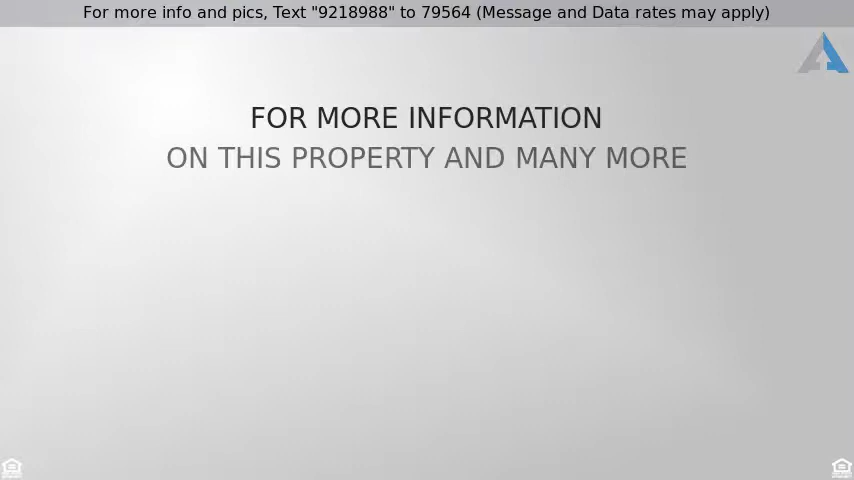 For more info and pics, Text "9218988" to 79564 (Message and Data rates may apply)
FOR MORE INFORMATION
ON THIS PROPERTY AND MANY MORE